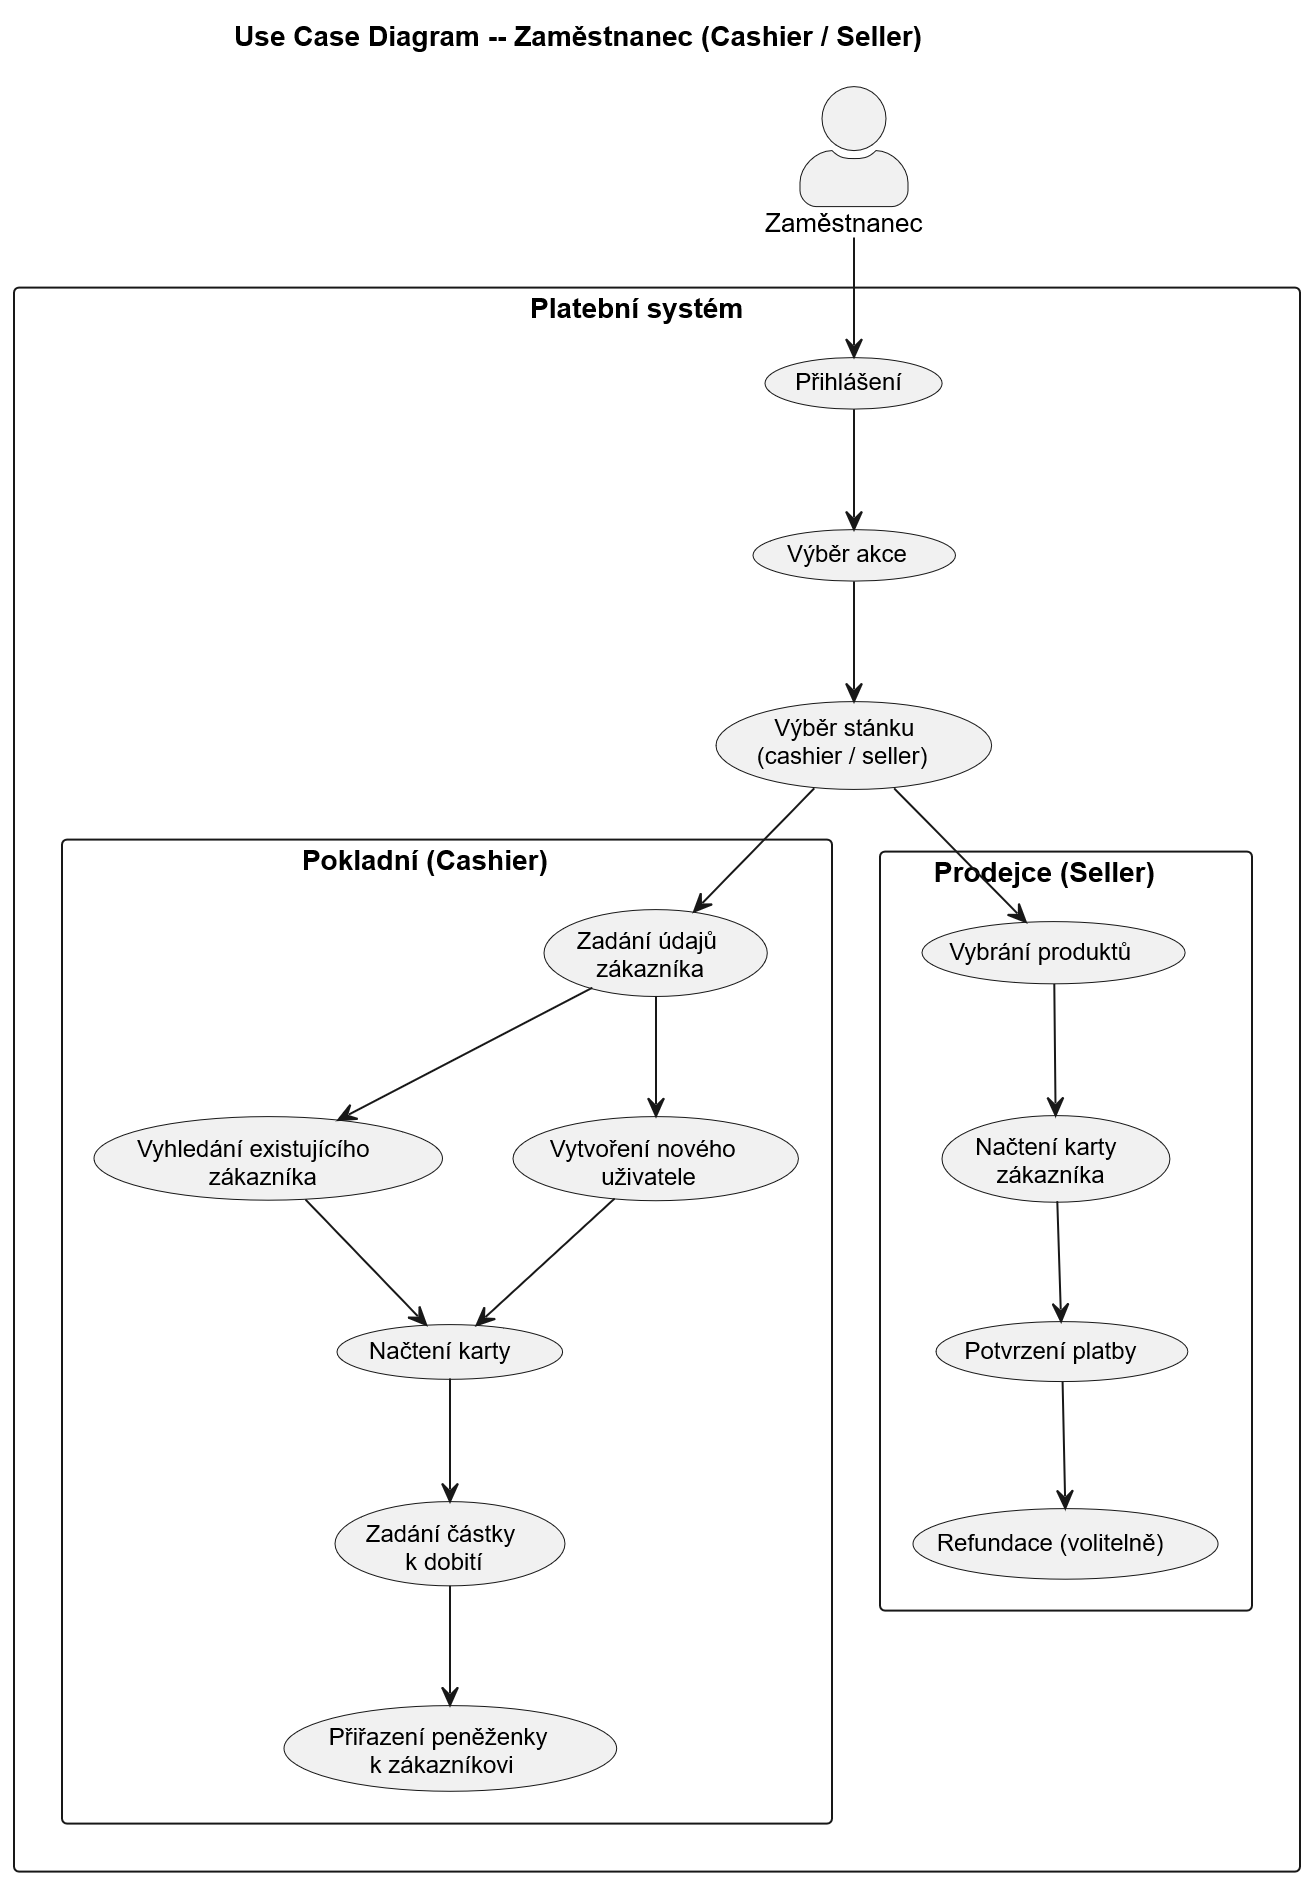 Use Case Diagram -- Zaměstnanec (Cashier / Seller)
Zaměstnanec
Platební systém
Přihlášení
Výběr akce
Výběr stánku
(cashier / seller)
Pokladní (Cashier)
Zadání údajů
zákazníka
Vyhledání existujícího
zákazníka
Vytvoření nového
uživatele
Načtení karty
Zadání částky
k dobití
Přiřazení peněženky
k zákazníkovi
Prodejce (Seller)
Vybrání produktů
Načtení karty
zákazníka
Potvrzení platby
Refundace (volitelně)